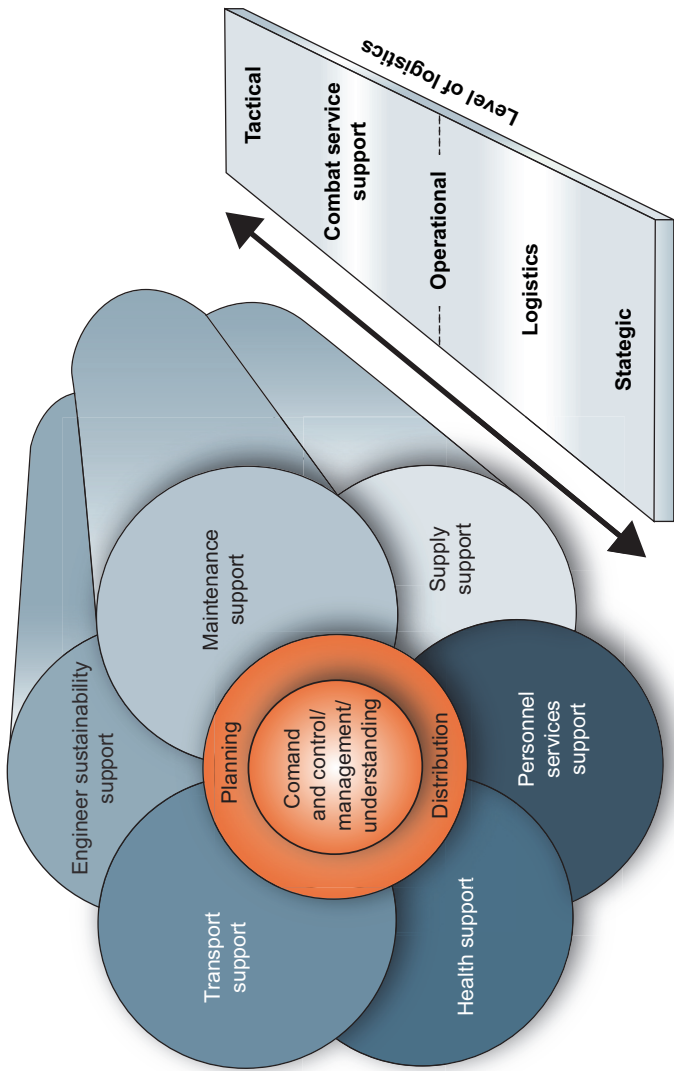 Engineer sustainability
support
Transport
support
Maintenance
support
Planning
Comand
and control/
management/
understanding
Distribution
Supply
support
Health support
Personnel
services
support
Tactical
Combat service
support
Operational
Logistics
Stategic
Level of logistics